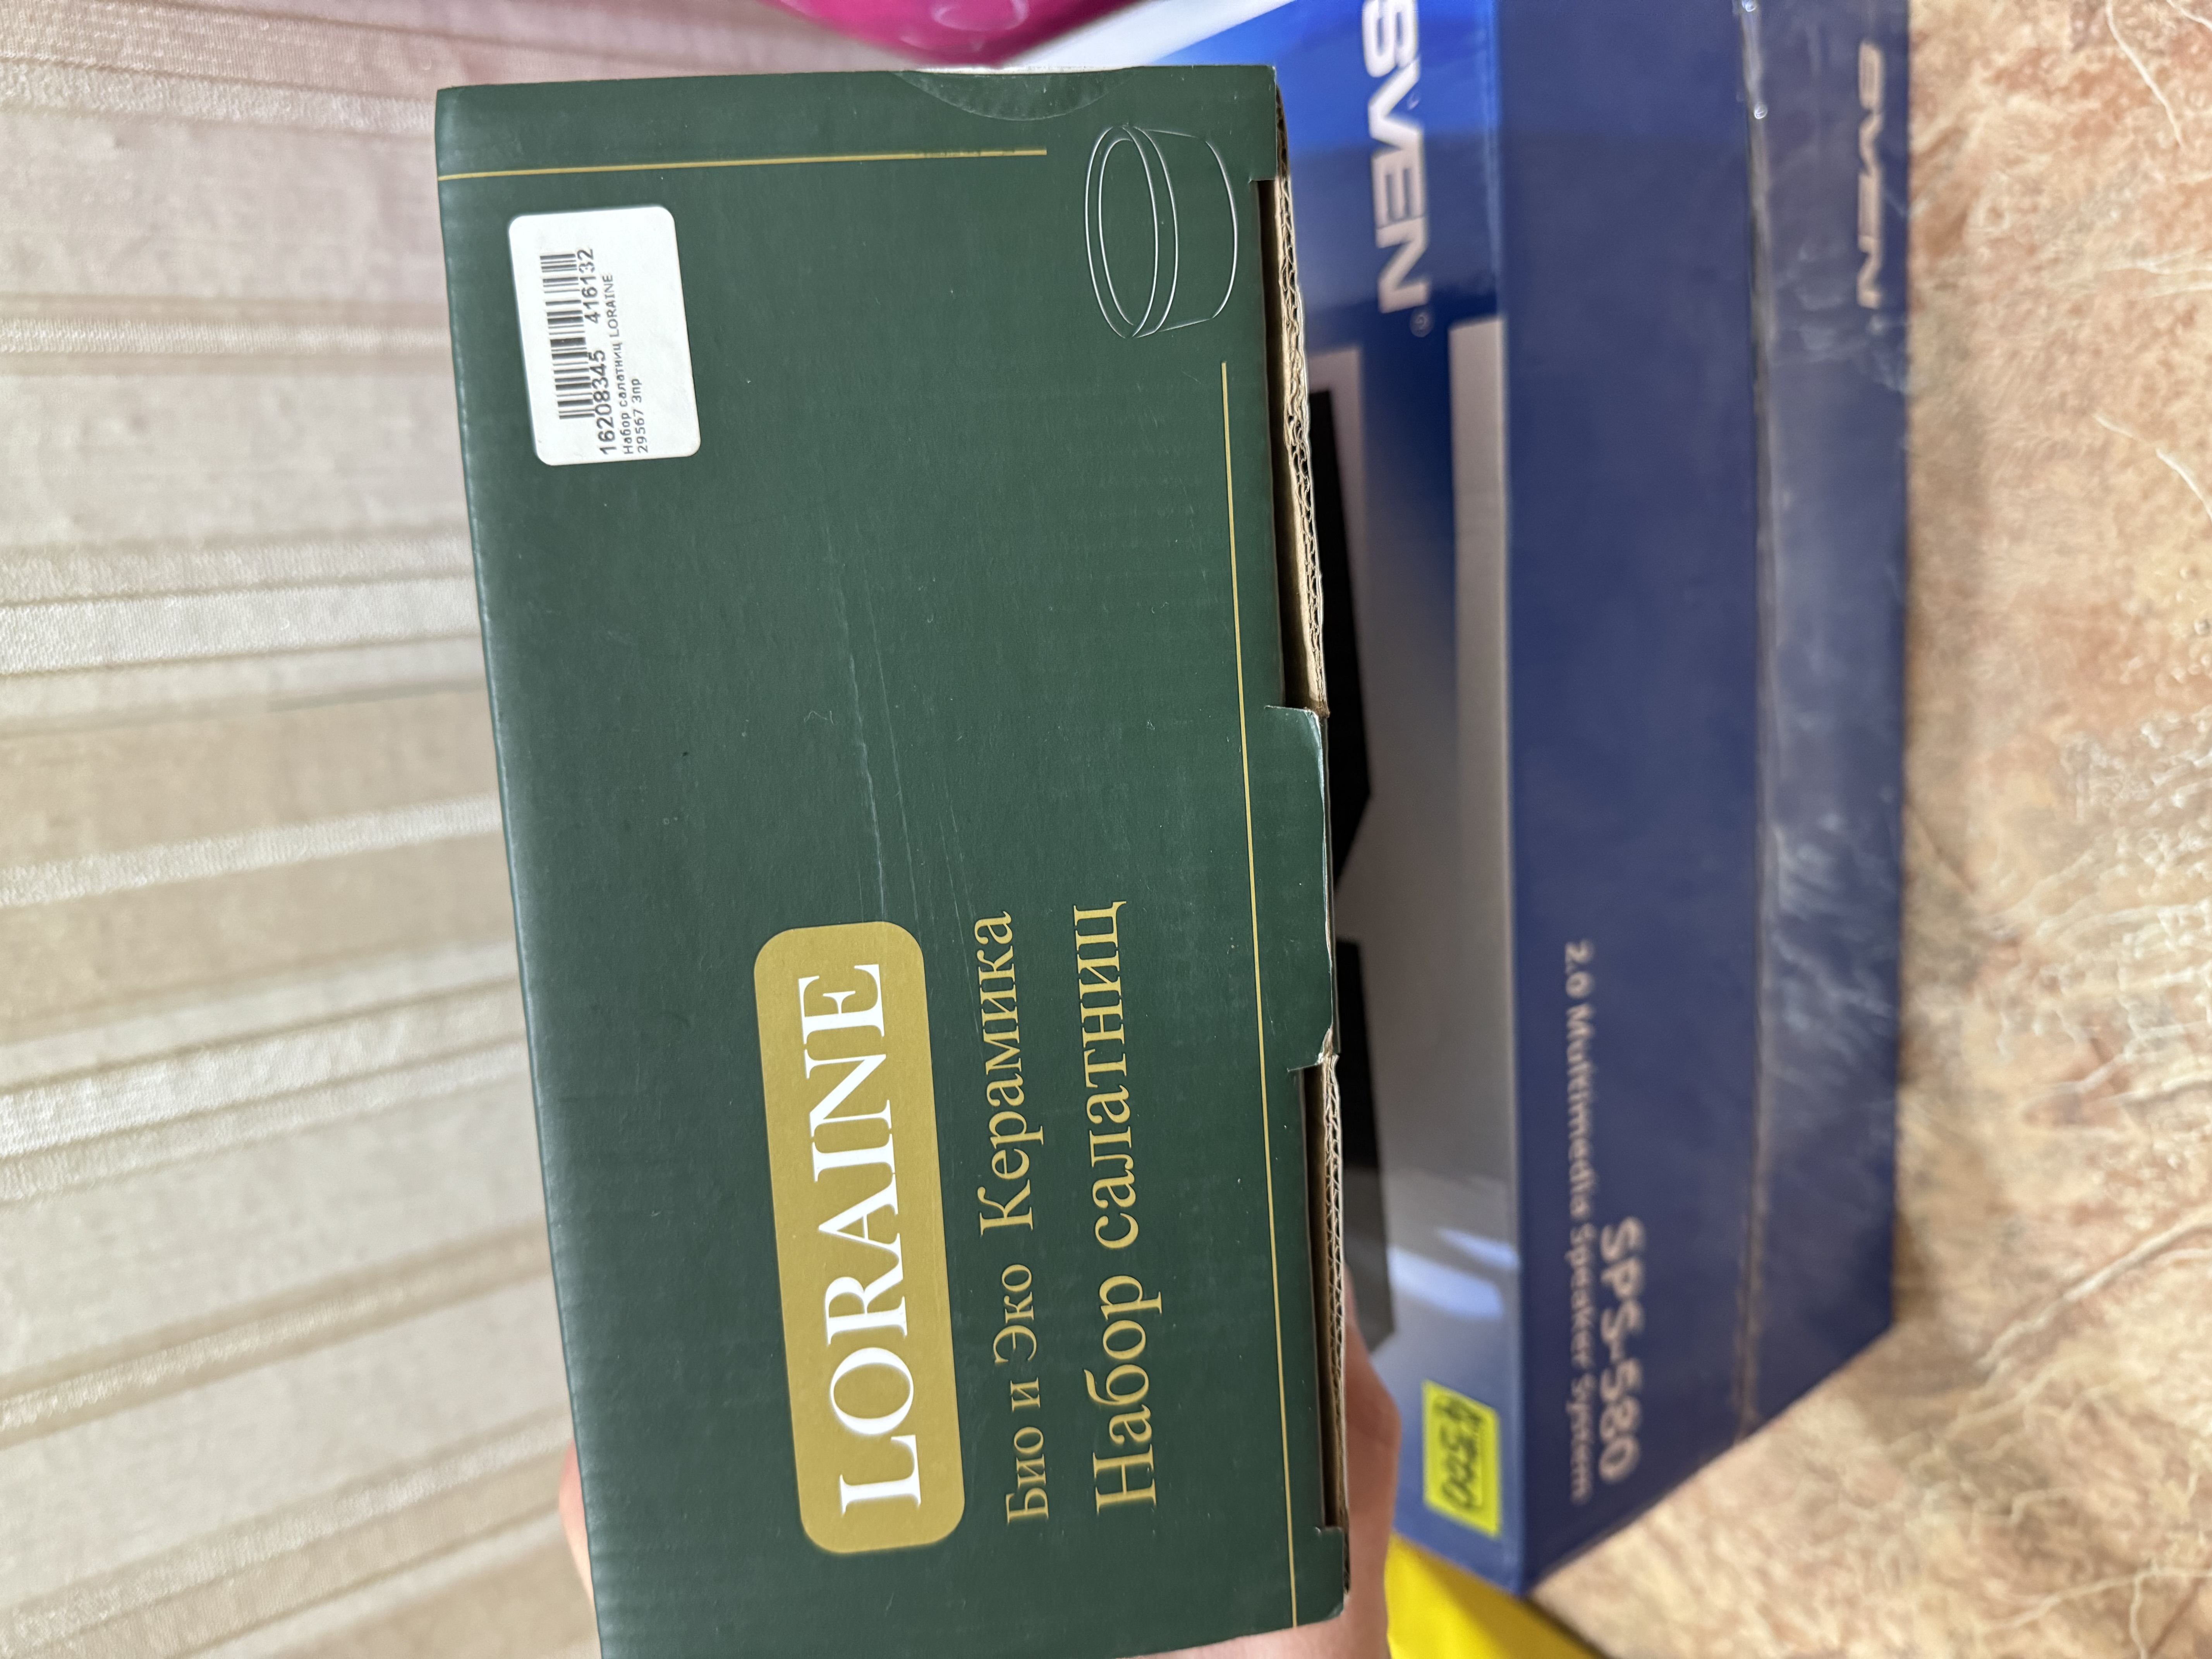 LORAINE
Био и Эко Керамика
Набор салатниц
16208345 416132
Набор салатниц LORAINE
29567 3пр
SVEN®
SVEN
2.0 Multimedia Speaker System
SPS-580